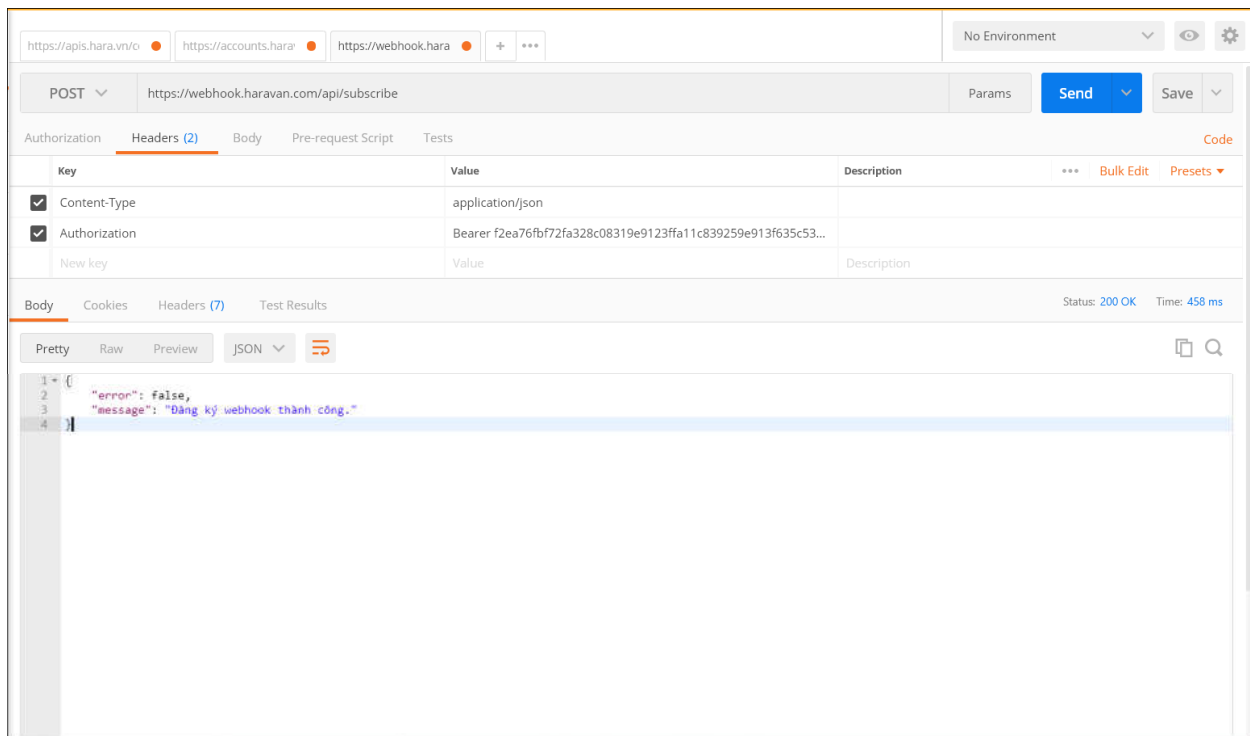 https://apis.hara.vn/c
https://accounts.hara
https://webhook.hara
+
•••
No Environment
POST
https://webhook.haravan.com/api/subscribe
Params
Send
Save
Authorization
Headers (2)
Body
Pre-request Script
Tests
Code
Key
Value
Description
•••
Bulk Edit
Presets
Content-Type
application/json
Authorization
Bearer f2ea76fbf72fa328c08319e9123ffa11c839259e913f635c53...
New key
Value
Description
Body
Cookies
Headers (7)
Test Results
Status: 200 OK
Time: 458 ms
Pretty
Raw
Preview
JSON
1 {
2 "error": false,
3 "message": "Đăng ký webhook thành công."
4 }